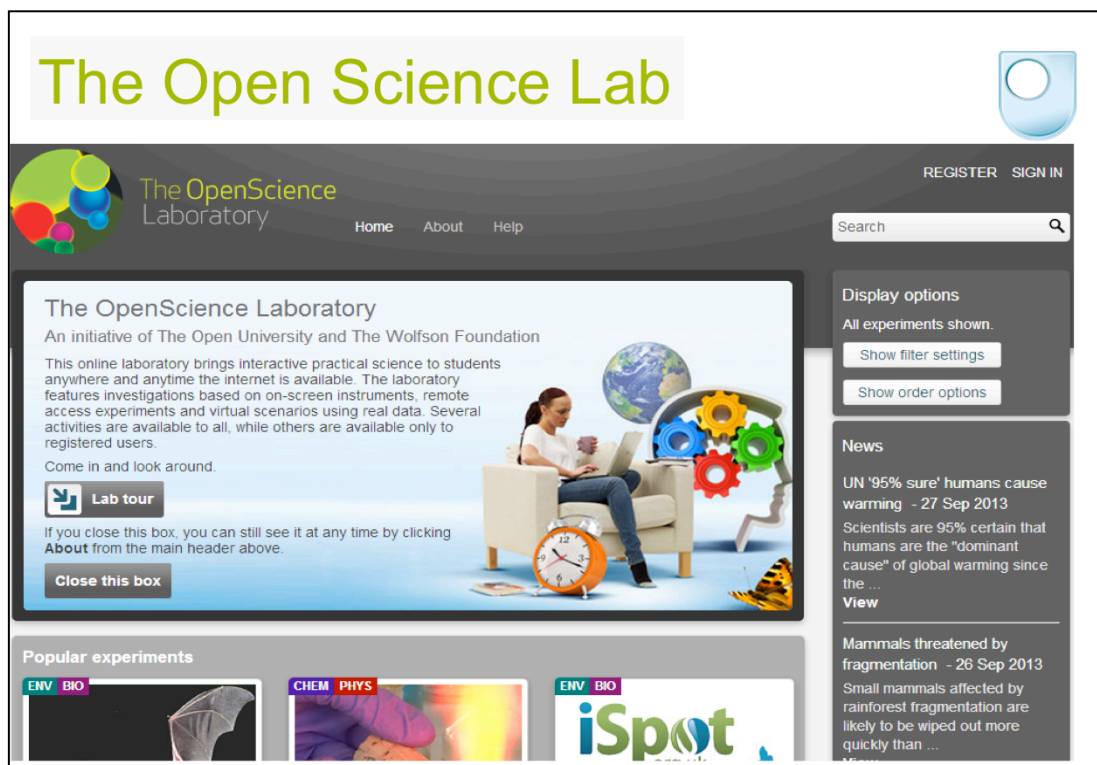 The Open Science Lab
REGISTER SIGN IN
The OpenScience
Laboratory
Home About Help
Search
The OpenScience Laboratory
An initiative of The Open University and The Wolfson Foundation
This online laboratory brings interactive practical science to students
anywhere and anytime the internet is available. The laboratory
features investigations based on on-screen instruments, remote
access experiments and virtual scenarios using real data. Several
activities are available to all, while others are available only to
registered users.
Come in and look around.
Lab tour
If you close this box, you can still see it at any time by clicking
About from the main header above.
Close this box
12
3
6
9
Display options
All experiments shown.
Show filter settings
Show order options
News
UN '95% sure' humans cause
warming - 27 Sep 2013
Scientists are 95% certain that
humans are the "dominant
cause" of global warming since
the ...
View
Mammals threatened by
fragmentation - 26 Sep 2013
Small mammals affected by
rainforest fragmentation are
likely to be wiped out more
quickly than ...
View
Popular experiments
ENV BIO
CHEM PHYS
ENV BIO
iSpot